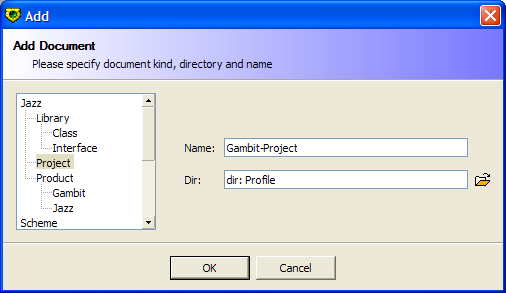 Add
Add Document
Please specify document kind, directory and name
Jazz
Library
Class
Interface
Project
Product
Gambit
Jazz
Scheme
Name: Gambit-Project
Dir: dir: Profile
OK Cancel